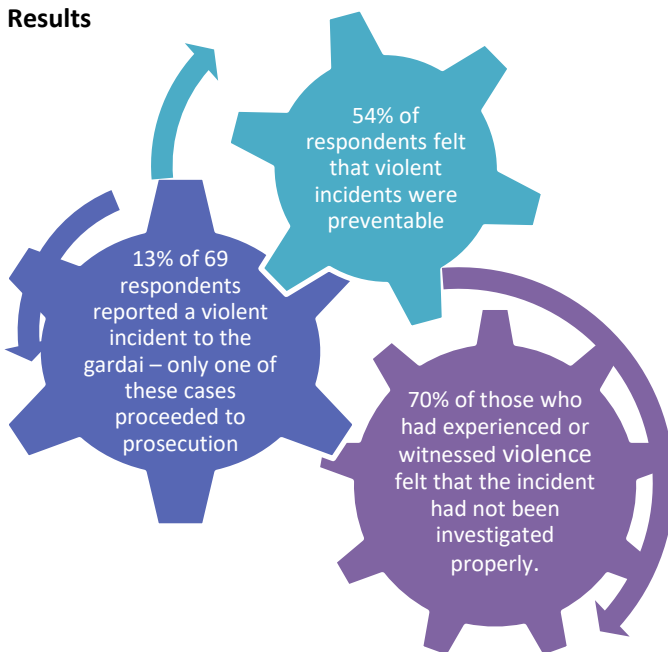 Results
54% of
respondents felt
that violent
incidents were
preventable
13% of 69
respondents
reported a violent
incident to the
gardai – only one of
these cases
proceeded to
prosecution
70% of those who
had experienced or
witnessed violence
felt that the incident
had not been
investigated
properly.